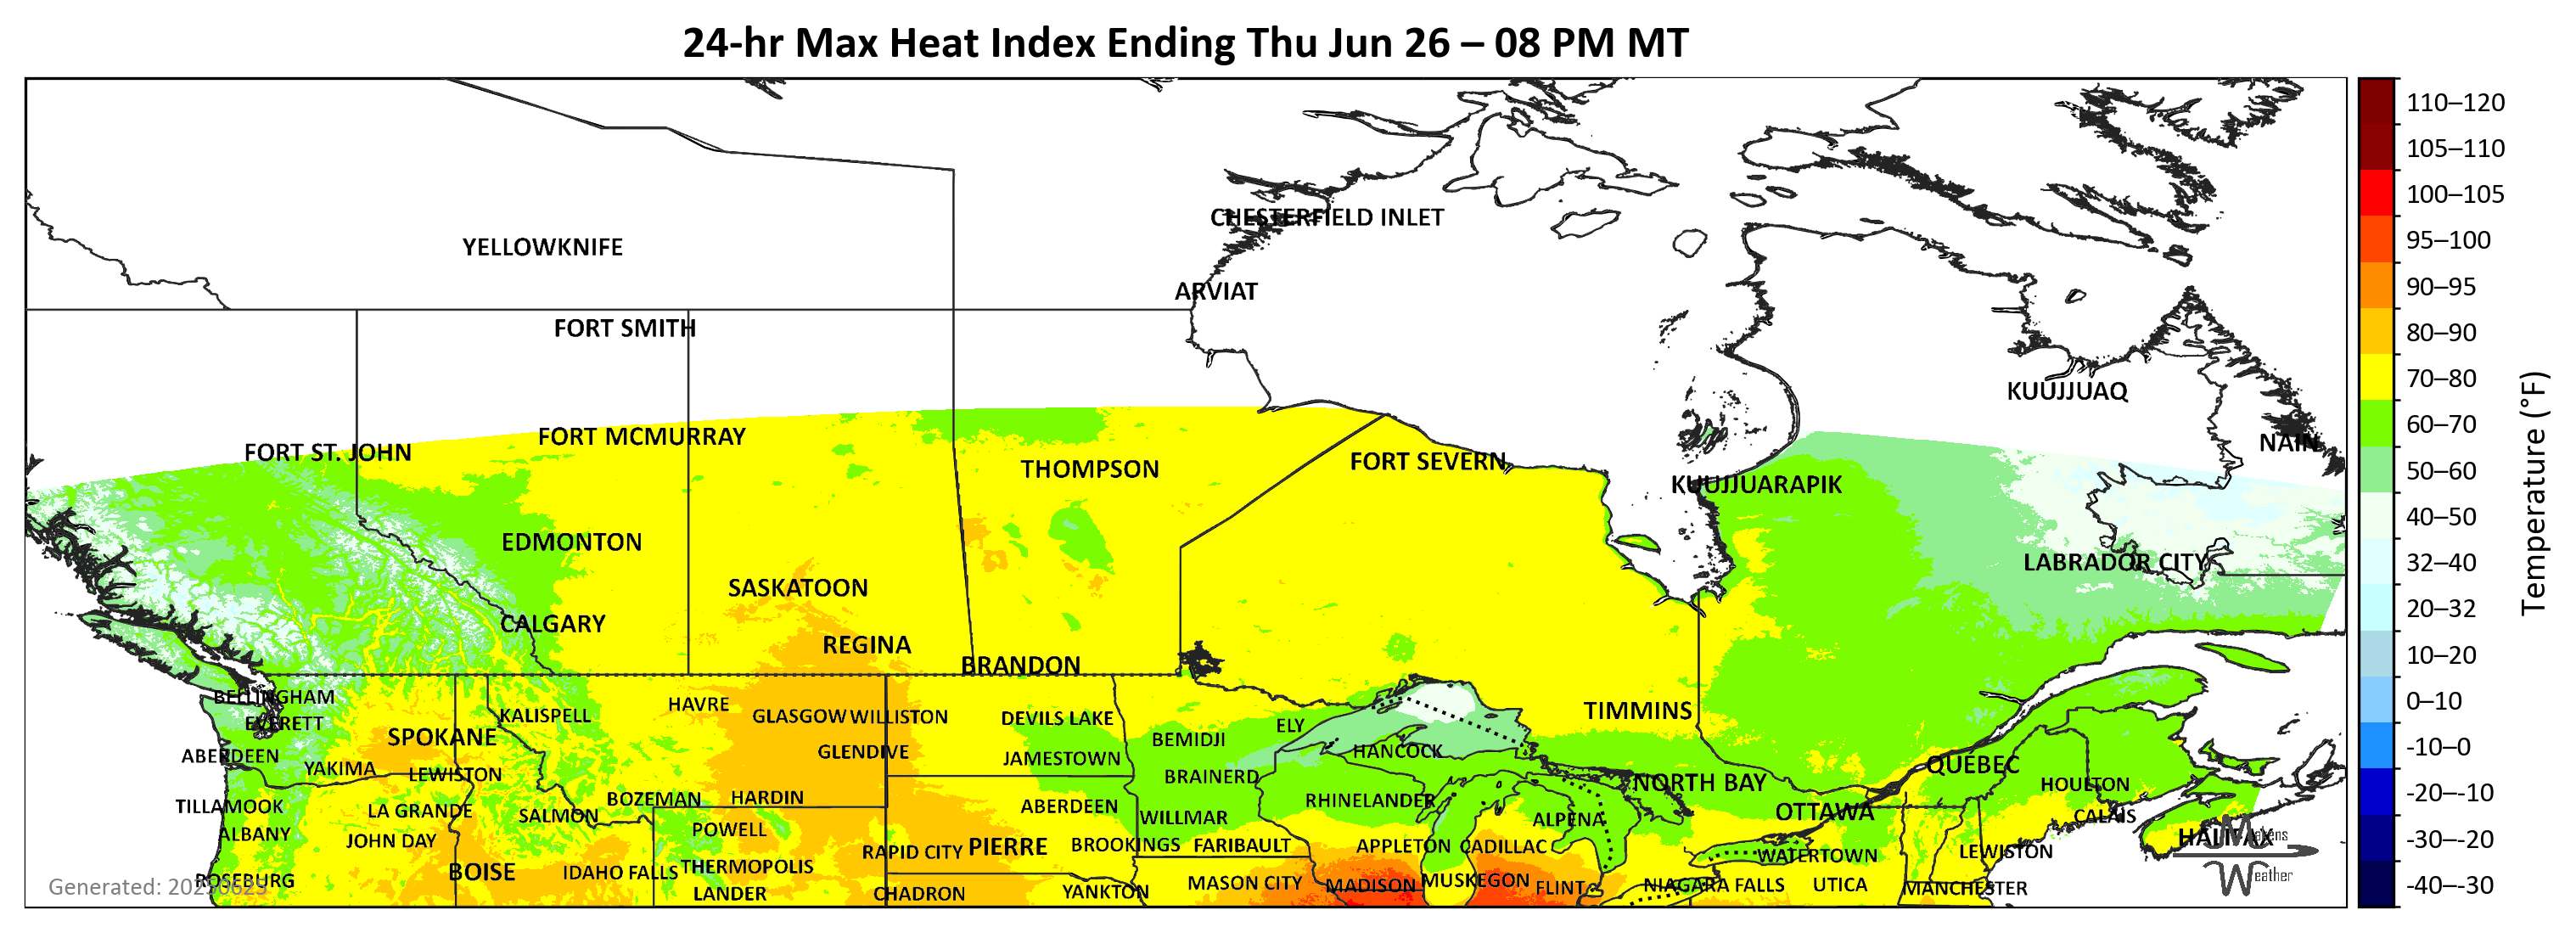 24-hr Max Heat Index Ending Thu Jun 26 – 08 PM MT
110–120
105–110
100–105
95–100
90–95
80–90
70–80
60–70
50–60
40–50
32–40
20–32
10–20
0–10
-10–0
-20–-10
-30–-20
-40–-30
Temperature (°F)
CHESTERFIELD INLET
YELLOWKNIFE
ARVIAT
FORT SMITH
KUUJJUAQ
FORT MCMURRAY
NAIN
FORT ST. JOHN
FORT SEVERN
THOMPSON
KUUJJUARAPIK
EDMONTON
LABRADOR CITY
SASKATOON
CALGARY
REGINA
BRANDON
BELLINGHAM
HAVRE
TIMMINS
KALISPELL
GLASGOW
WILLISTON
DEVILS LAKE
EVERETT
ELY
SPOKANE
BEMIDJI
HANCOCK
GLENDIVE
ABERDEEN
JAMESTOWN
QUEBEC
YAKIMA
LEWISTON
BRAINERD
NORTH BAY
HOULTON
BOZEMAN
HARDIN
RHINELANDER
TILLAMOOK
ABERDEEN
LA GRANDE
OTTAWA
SALMON
WILLMAR
CALAIS
ALPENA
POWELL
ALBANY
HALIFAX
JOHN DAY
BROOKINGS
FARIBAULT
APPLETON
CADILLAC
PIERRE
RAPID CITY
LEWISTON
WATERTOWN
THERMOPOLIS
IDAHO FALLS
BOISE
ROSEBURG
MUSKEGON
MASON CITY
MADISON
NIAGARA FALLS
UTICA
FLINT
MANCHESTER
YANKTON
LANDER
CHADRON
Generated: 20250625
Weather